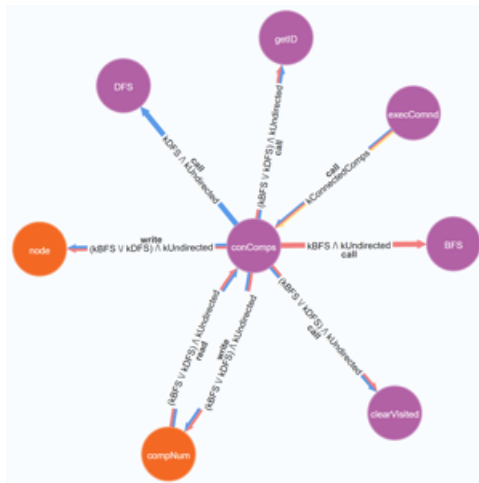 getID
DFS
execComnd
call
kDFS /\ kUndirected
(kBFS \/ kDFS) /\ kUndirected
call
call
kConnectedComps
write
(kBFS \/ kDFS) /\ kUndirected
node
conComps
kBFS /\ kUndirected
call
BFS
(kBFS \/ kDFS) /\ kUndirected
read
write
(kBFS \/ kDFS) /\ kUndirected
(kBFS \/ kDFS) /\ kUndirected
call
clearVisited
compNum